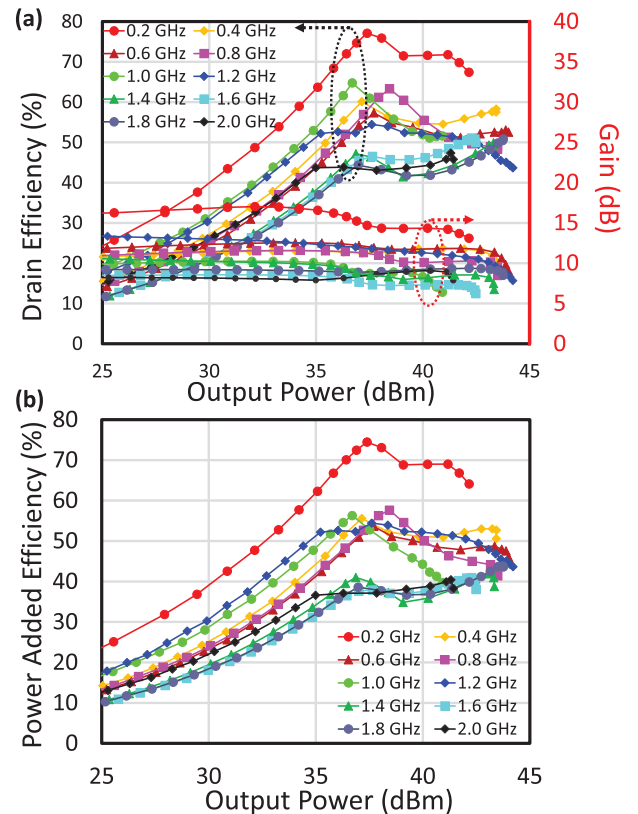 (a)
80
70
60
50
40
30
20
10
0
Drain Efficiency (%)
0.2 GHz
0.4 GHz
0.6 GHz
0.8 GHz
1.0 GHz
1.2 GHz
1.4 GHz
1.6 GHz
1.8 GHz
2.0 GHz
40
35
30
25
20
15
10
5
0
Gain (dB)
25
30
35
40
45
Output Power (dBm)
(b)
80
70
60
50
40
30
20
10
0
Power Added Efficiency (%)
0.2 GHz
0.4 GHz
0.6 GHz
0.8 GHz
1.0 GHz
1.2 GHz
1.4 GHz
1.6 GHz
1.8 GHz
2.0 GHz
25
30
35
40
45
Output Power (dBm)